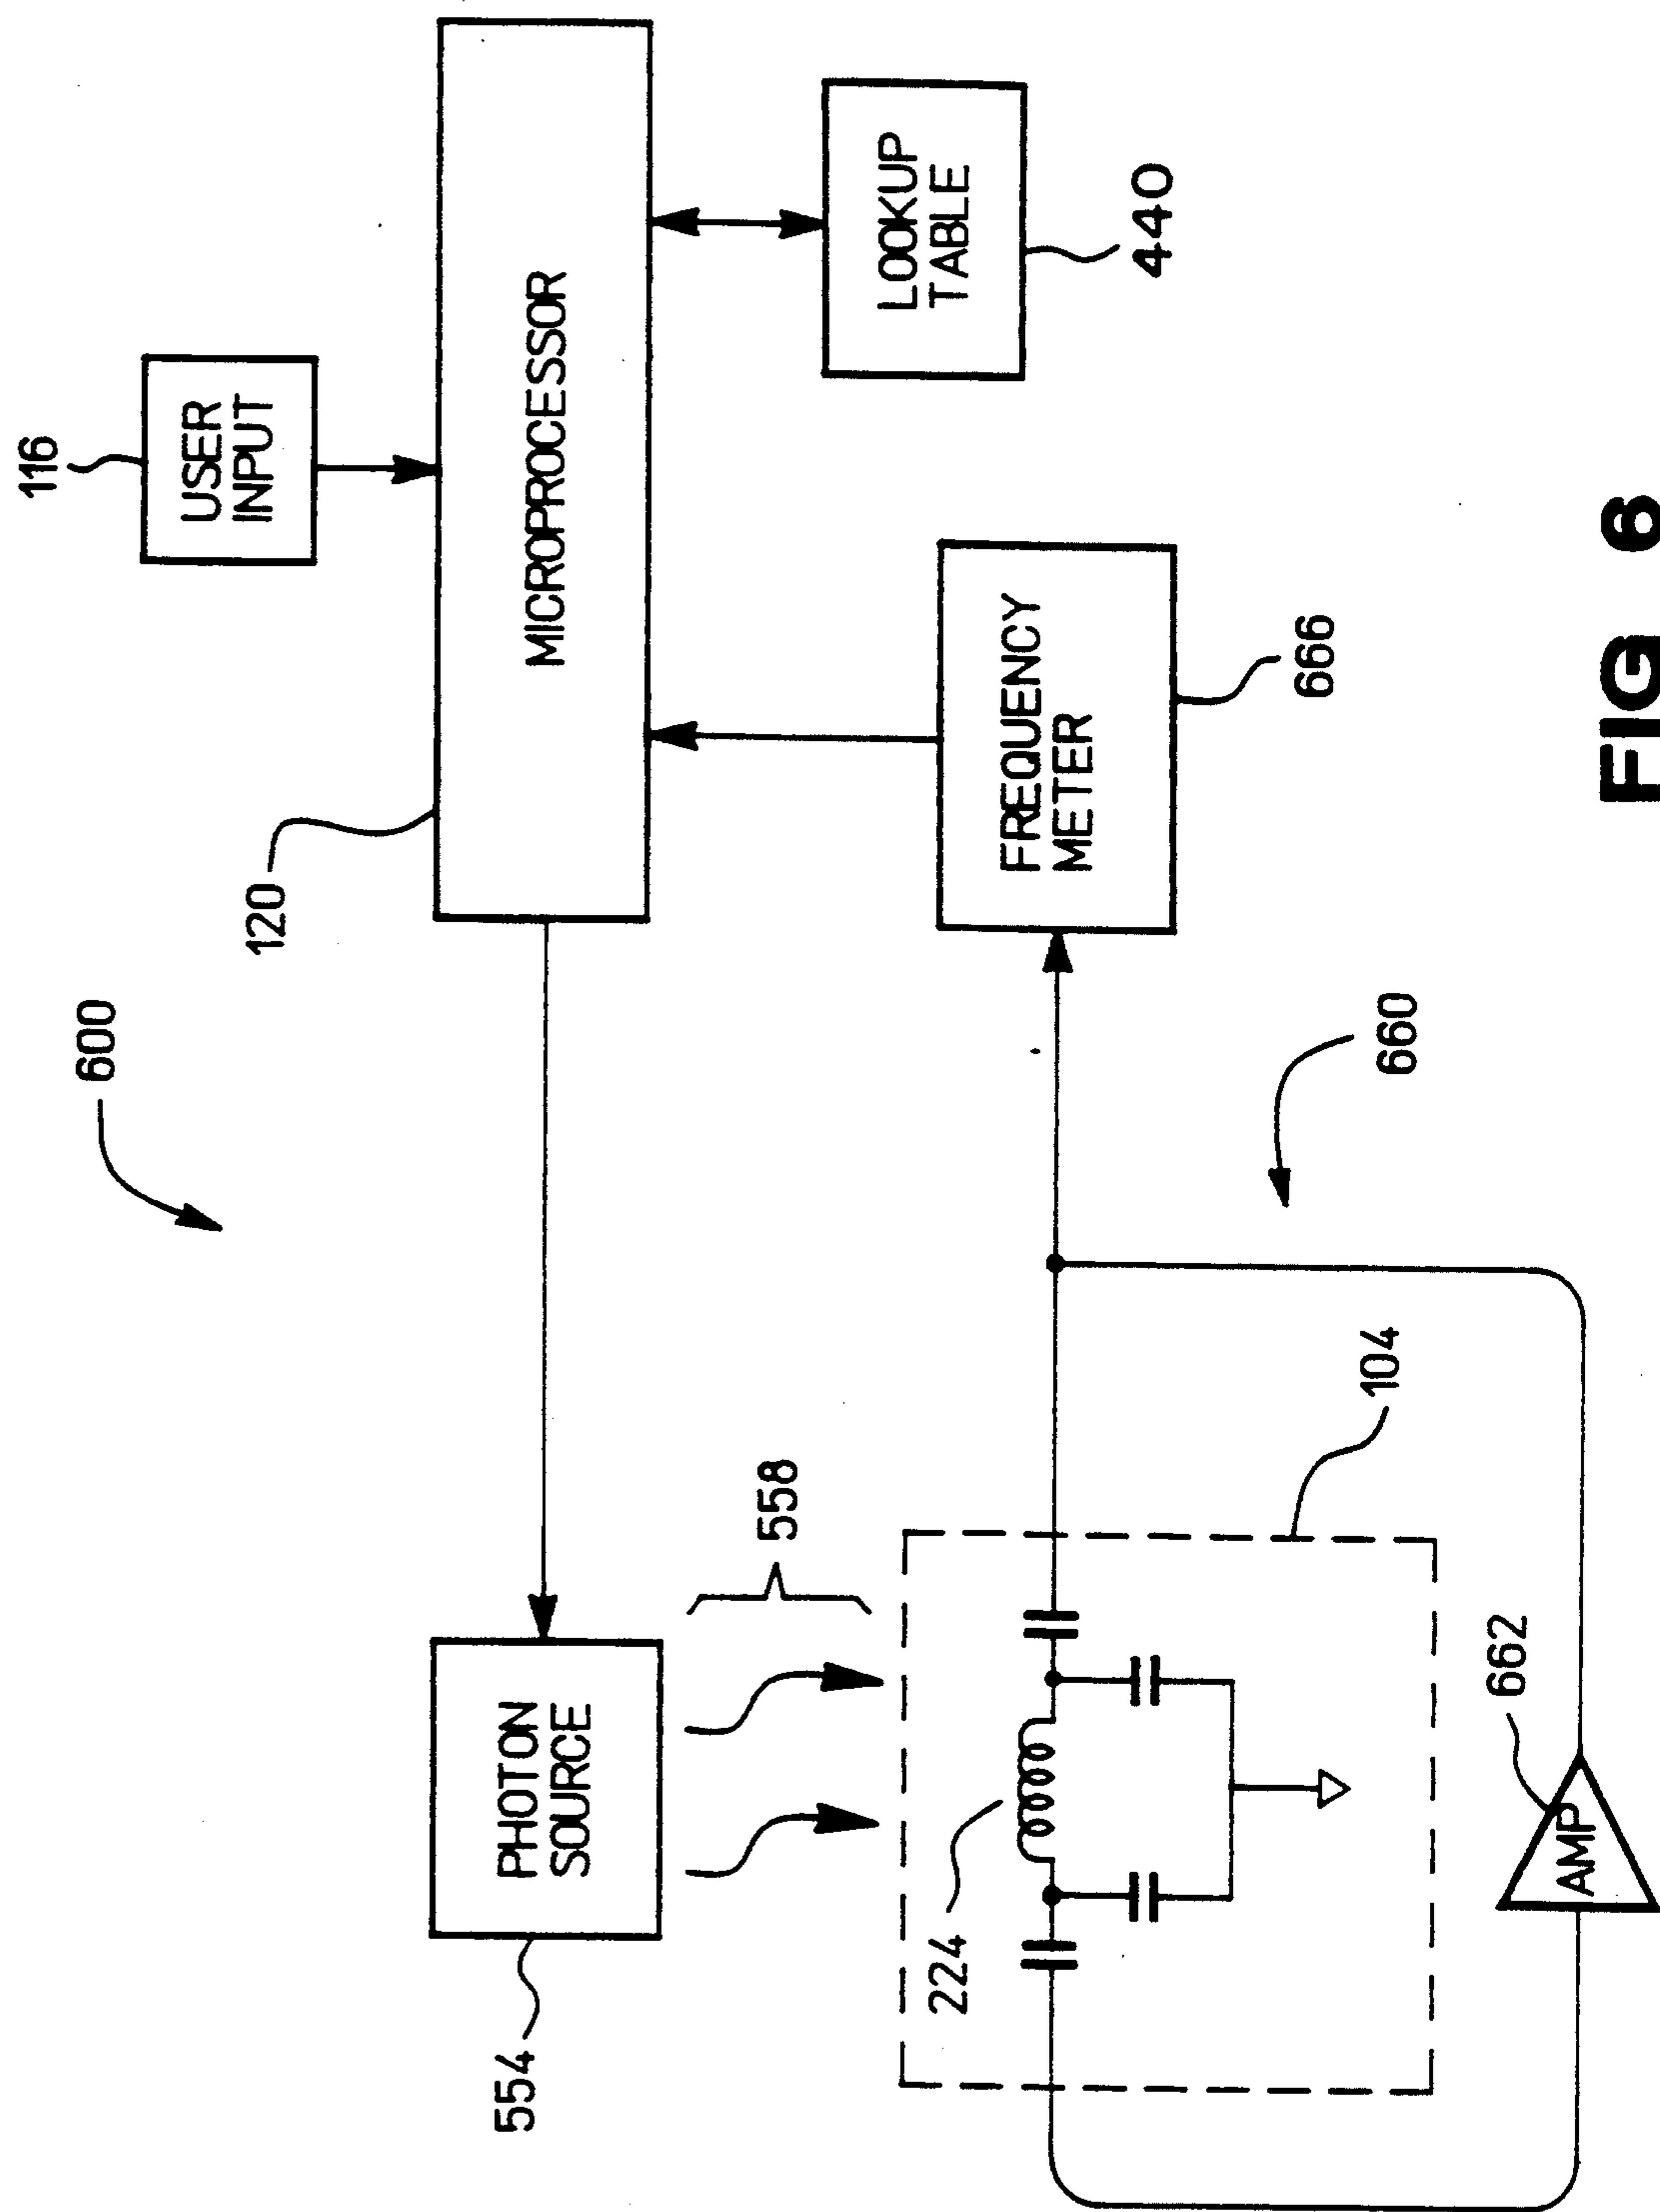 600
116
USER
INPUT
120
MICROPROCESSOR
554
PHOTON
SOURCE
558
LOOKUP
TABLE
440
FREQUENCY
METER
666
224
104
660
662
AMP
FIG 6